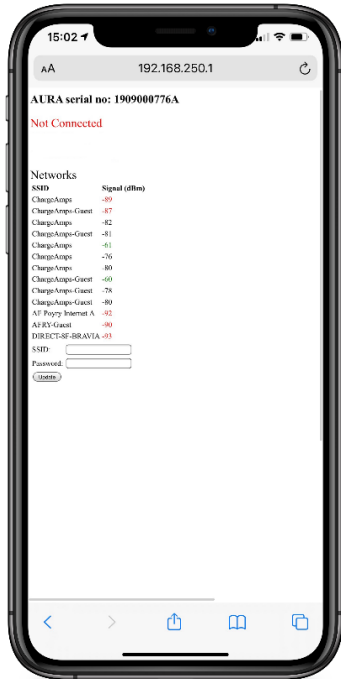 15:02
AA 192.168.250.1
AURA serial no: 1909000776A
Not Connected
Networks
SSID Signal (dBm)
ChargeAmps -89
ChargeAmps-Guest -87
ChargeAmps -82
ChargeAmps-Guest -81
ChargeAmps -61
ChargeAmps -76
ChargeAmps -80
ChargeAmps-Guest -60
ChargeAmps-Guest -78
ChargeAmps-Guest -80
AF Poyry Internet A -92
AFRY-Guest -90
DIRECT-8F-BRAVIA -93
SSID:
Password:
Update